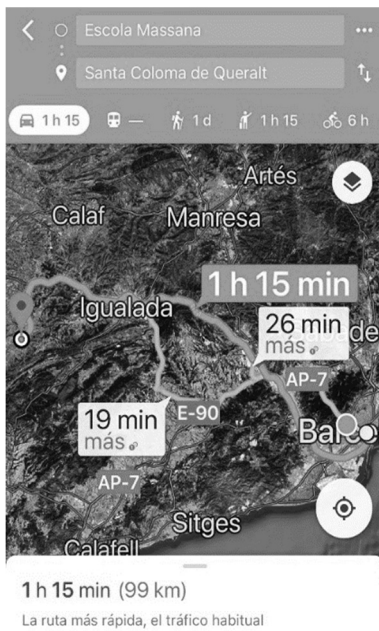 Escola Massana
Santa Coloma de Queralt
1 h 15
—
1 d
1 h 15
6 h
Artés
Calaf
Manresa
1 h 15 min
Igualada
26 min
más
de
AP-7
19 min
más
E-90
Barce
AP-7
Sitges
Calafell
1 h 15 min (99 km)
La ruta más rápida, el tráfico habitual